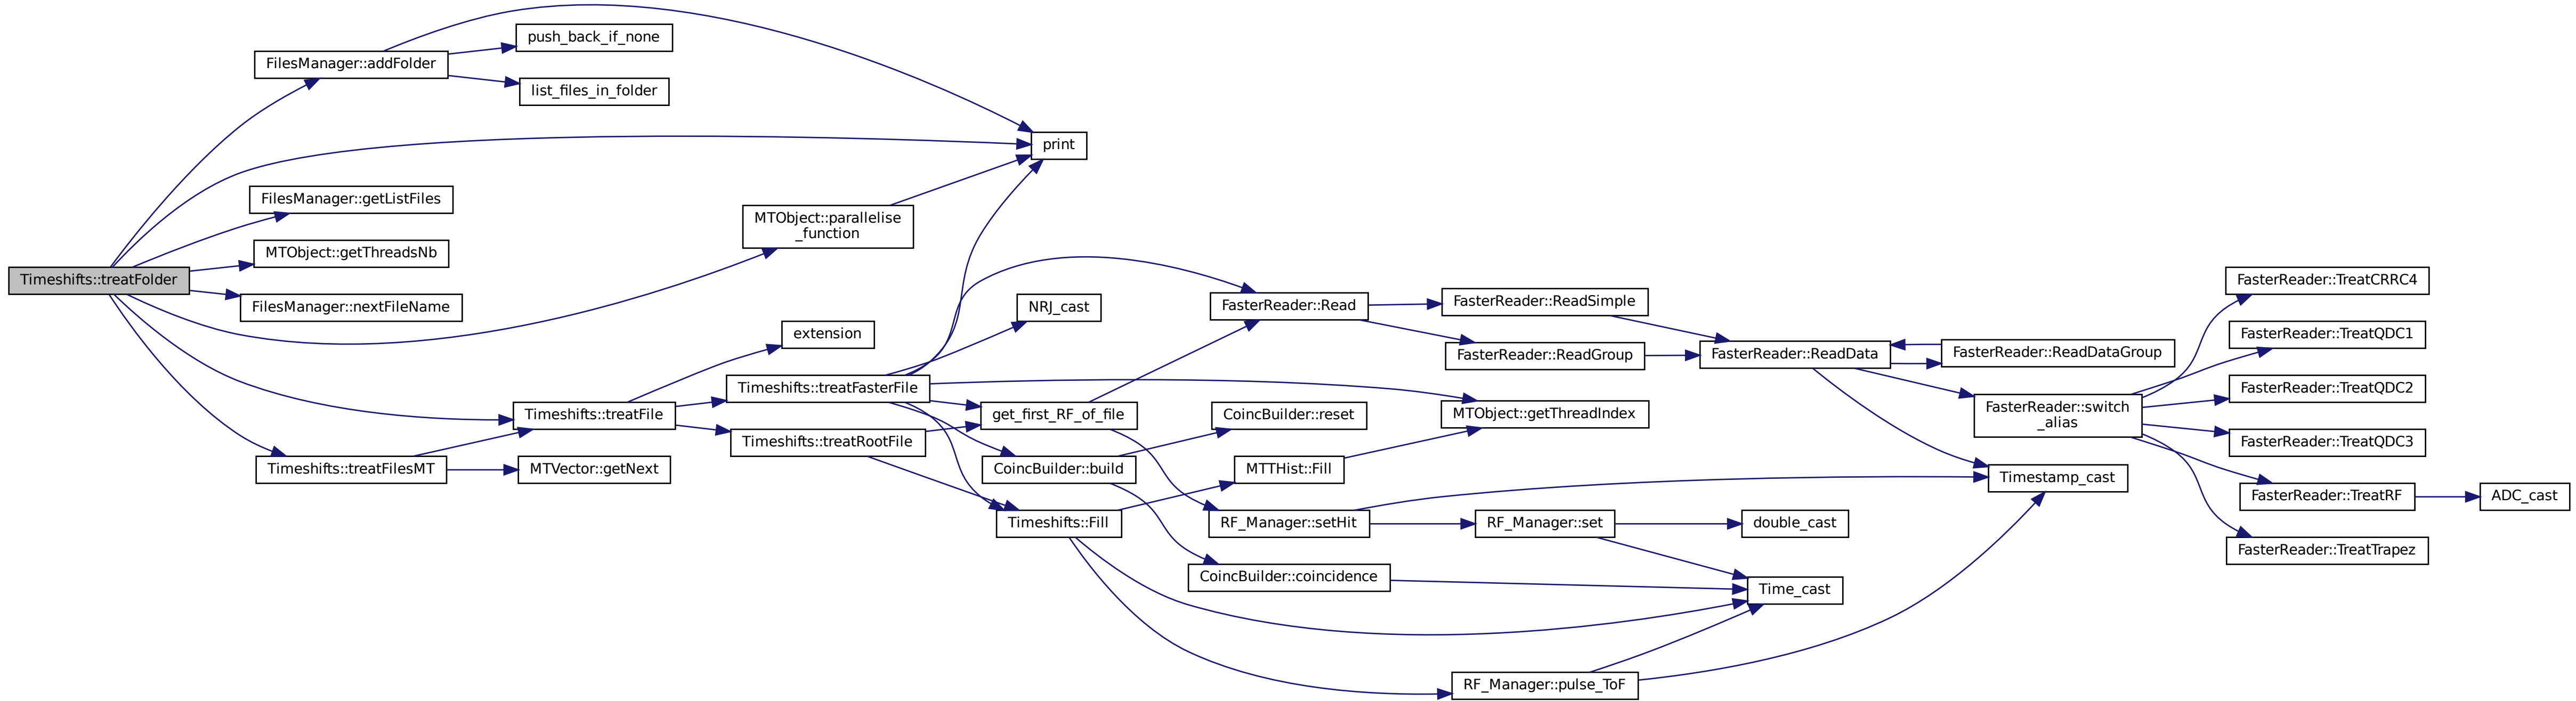 Timeshifts::treatFolder
FilesManager::addFolder
push_back_if_none
list_files_in_folder
print
FilesManager::getListFiles
MTObject::getThreadsNb
FilesManager::nextFileName
MTObject::parallelise
_function
Timeshifts::treatFile
Timeshifts::treatFilesMT
MTVector::getNext
extension
Timeshifts::treatFasterFile
Timeshifts::treatRootFile
NRJ_cast
get_first_RF_of_file
CoincBuilder::build
Timeshifts::Fill
FasterReader::Read
CoincBuilder::reset
MTTHist::Fill
RF_Manager::setHit
CoincBuilder::coincidence
FasterReader::ReadSimple
FasterReader::ReadGroup
MTObject::getThreadIndex
RF_Manager::set
RF_Manager::pulse_ToF
FasterReader::ReadData
double_cast
Time_cast
FasterReader::ReadDataGroup
FasterReader::switch
_alias
Timestamp_cast
FasterReader::TreatCRRC4
FasterReader::TreatQDC1
FasterReader::TreatQDC2
FasterReader::TreatQDC3
FasterReader::TreatRF
FasterReader::TreatTrapez
ADC_cast